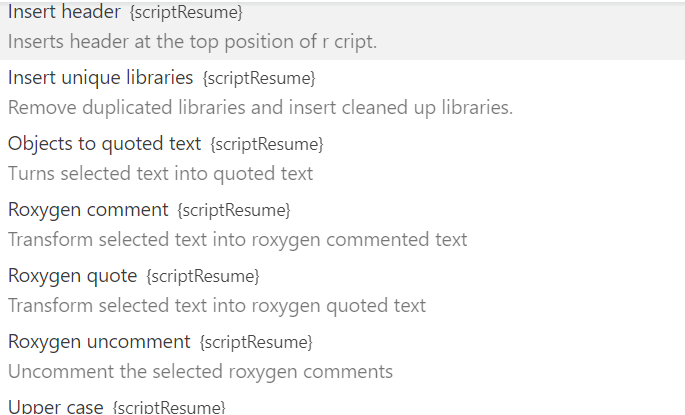 Insert header {scriptResume}
Inserts header at the top position of r cript.
Insert unique libraries {scriptResume}
Remove duplicated libraries and insert cleaned up libraries.
Objects to quoted text {scriptResume}
Turns selected text into quoted text
Roxygen comment {scriptResume}
Transform selected text into roxygen commented text
Roxygen quote {scriptResume}
Transform selected text into roxygen quoted text
Roxygen uncomment {scriptResume}
Uncomment the selected roxygen comments
Upper case {scriptResume}